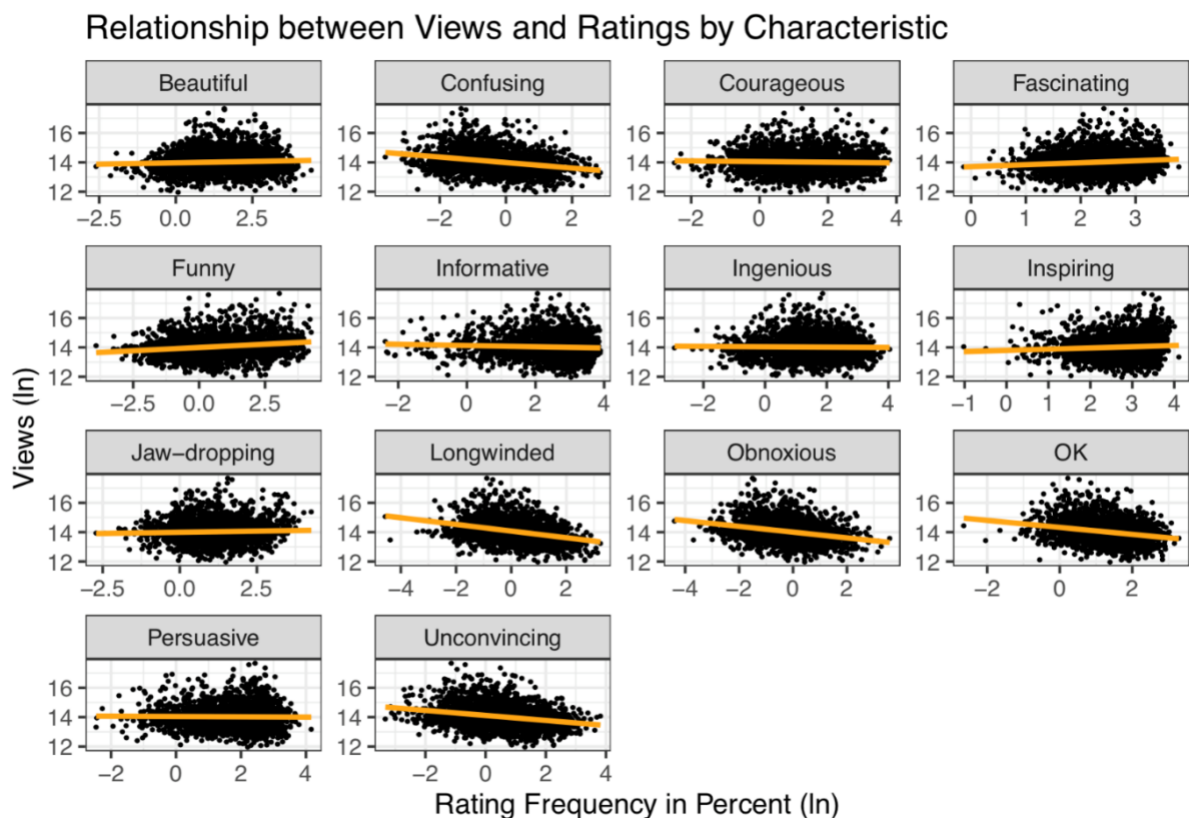 Relationship between Views and Ratings by Characteristic
Beautiful Confusing Courageous Fascinating
16
14
12
−2.5 0.0 2.5 −2 0 2 −2 0 2 4 0 1 2 3
Funny Informative Ingenious Inspiring
16
14
12
−2.5 0.0 2.5 −2 0 2 4 −2 0 2 4 −1 0 1 2 3 4
Jaw−dropping Longwinded Obnoxious OK
16
14
12
−2.5 0.0 2.5 −4 −2 0 2 −4 −2 0 2 −2 0 2
Persuasive Unconvincing
16
14
12
−2 0 2 4 −2 0 2 4
Views (ln)
Rating Frequency in Percent (ln)